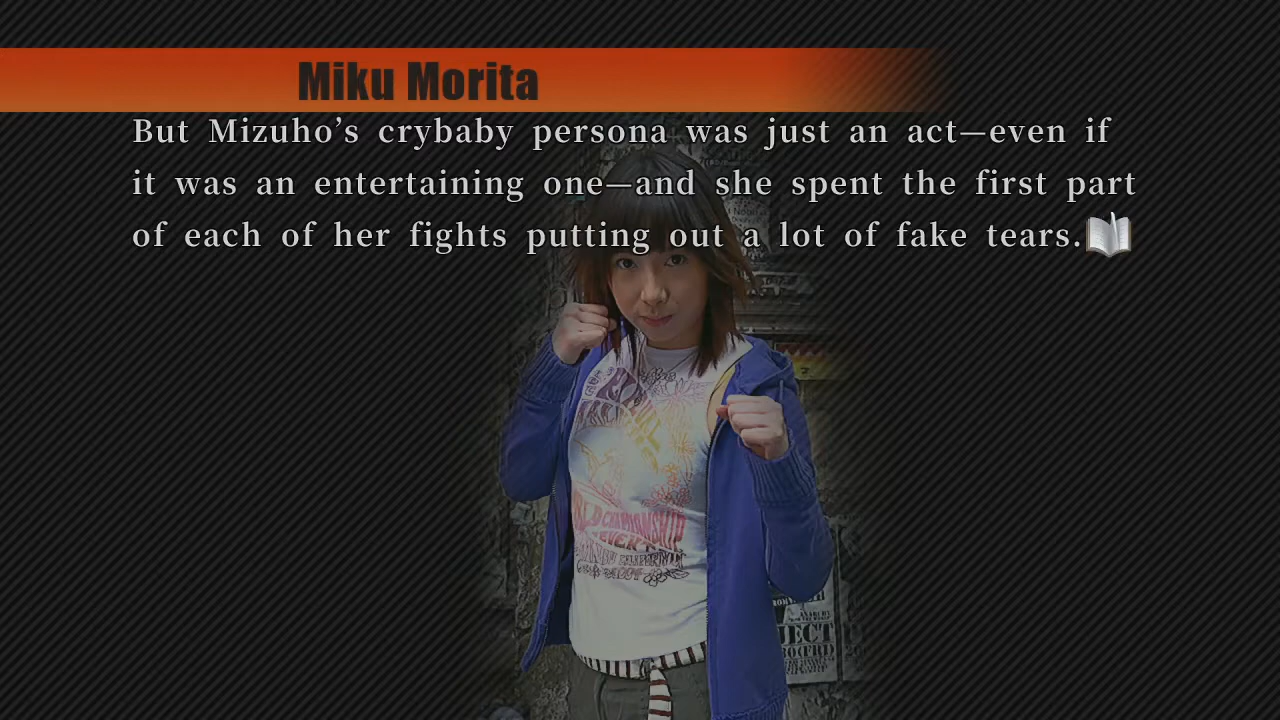 Miku Morita
But Mizuho’s crybaby persona was just an act—even if
it was an entertaining one—and she spent the first part
of each of her fights putting out a lot of fake tears.
JECT